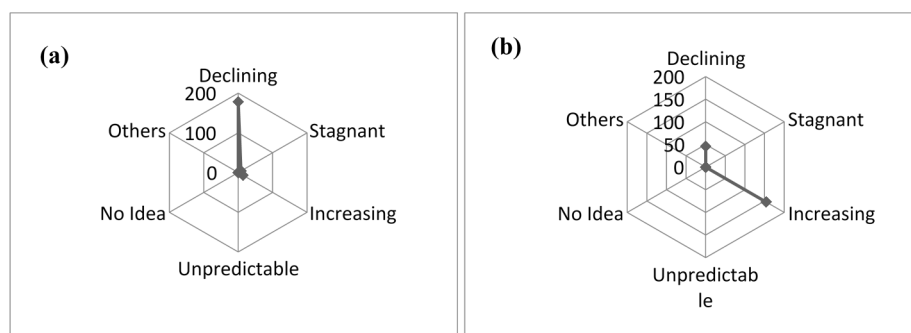 (a)
Declining
200
100
0
Others
Stagnant
No Idea
Increasing
Unpredictable
(b)
Declining
200
150
100
50
0
Others
Stagnant
No Idea
Increasing
Unpredictab
le